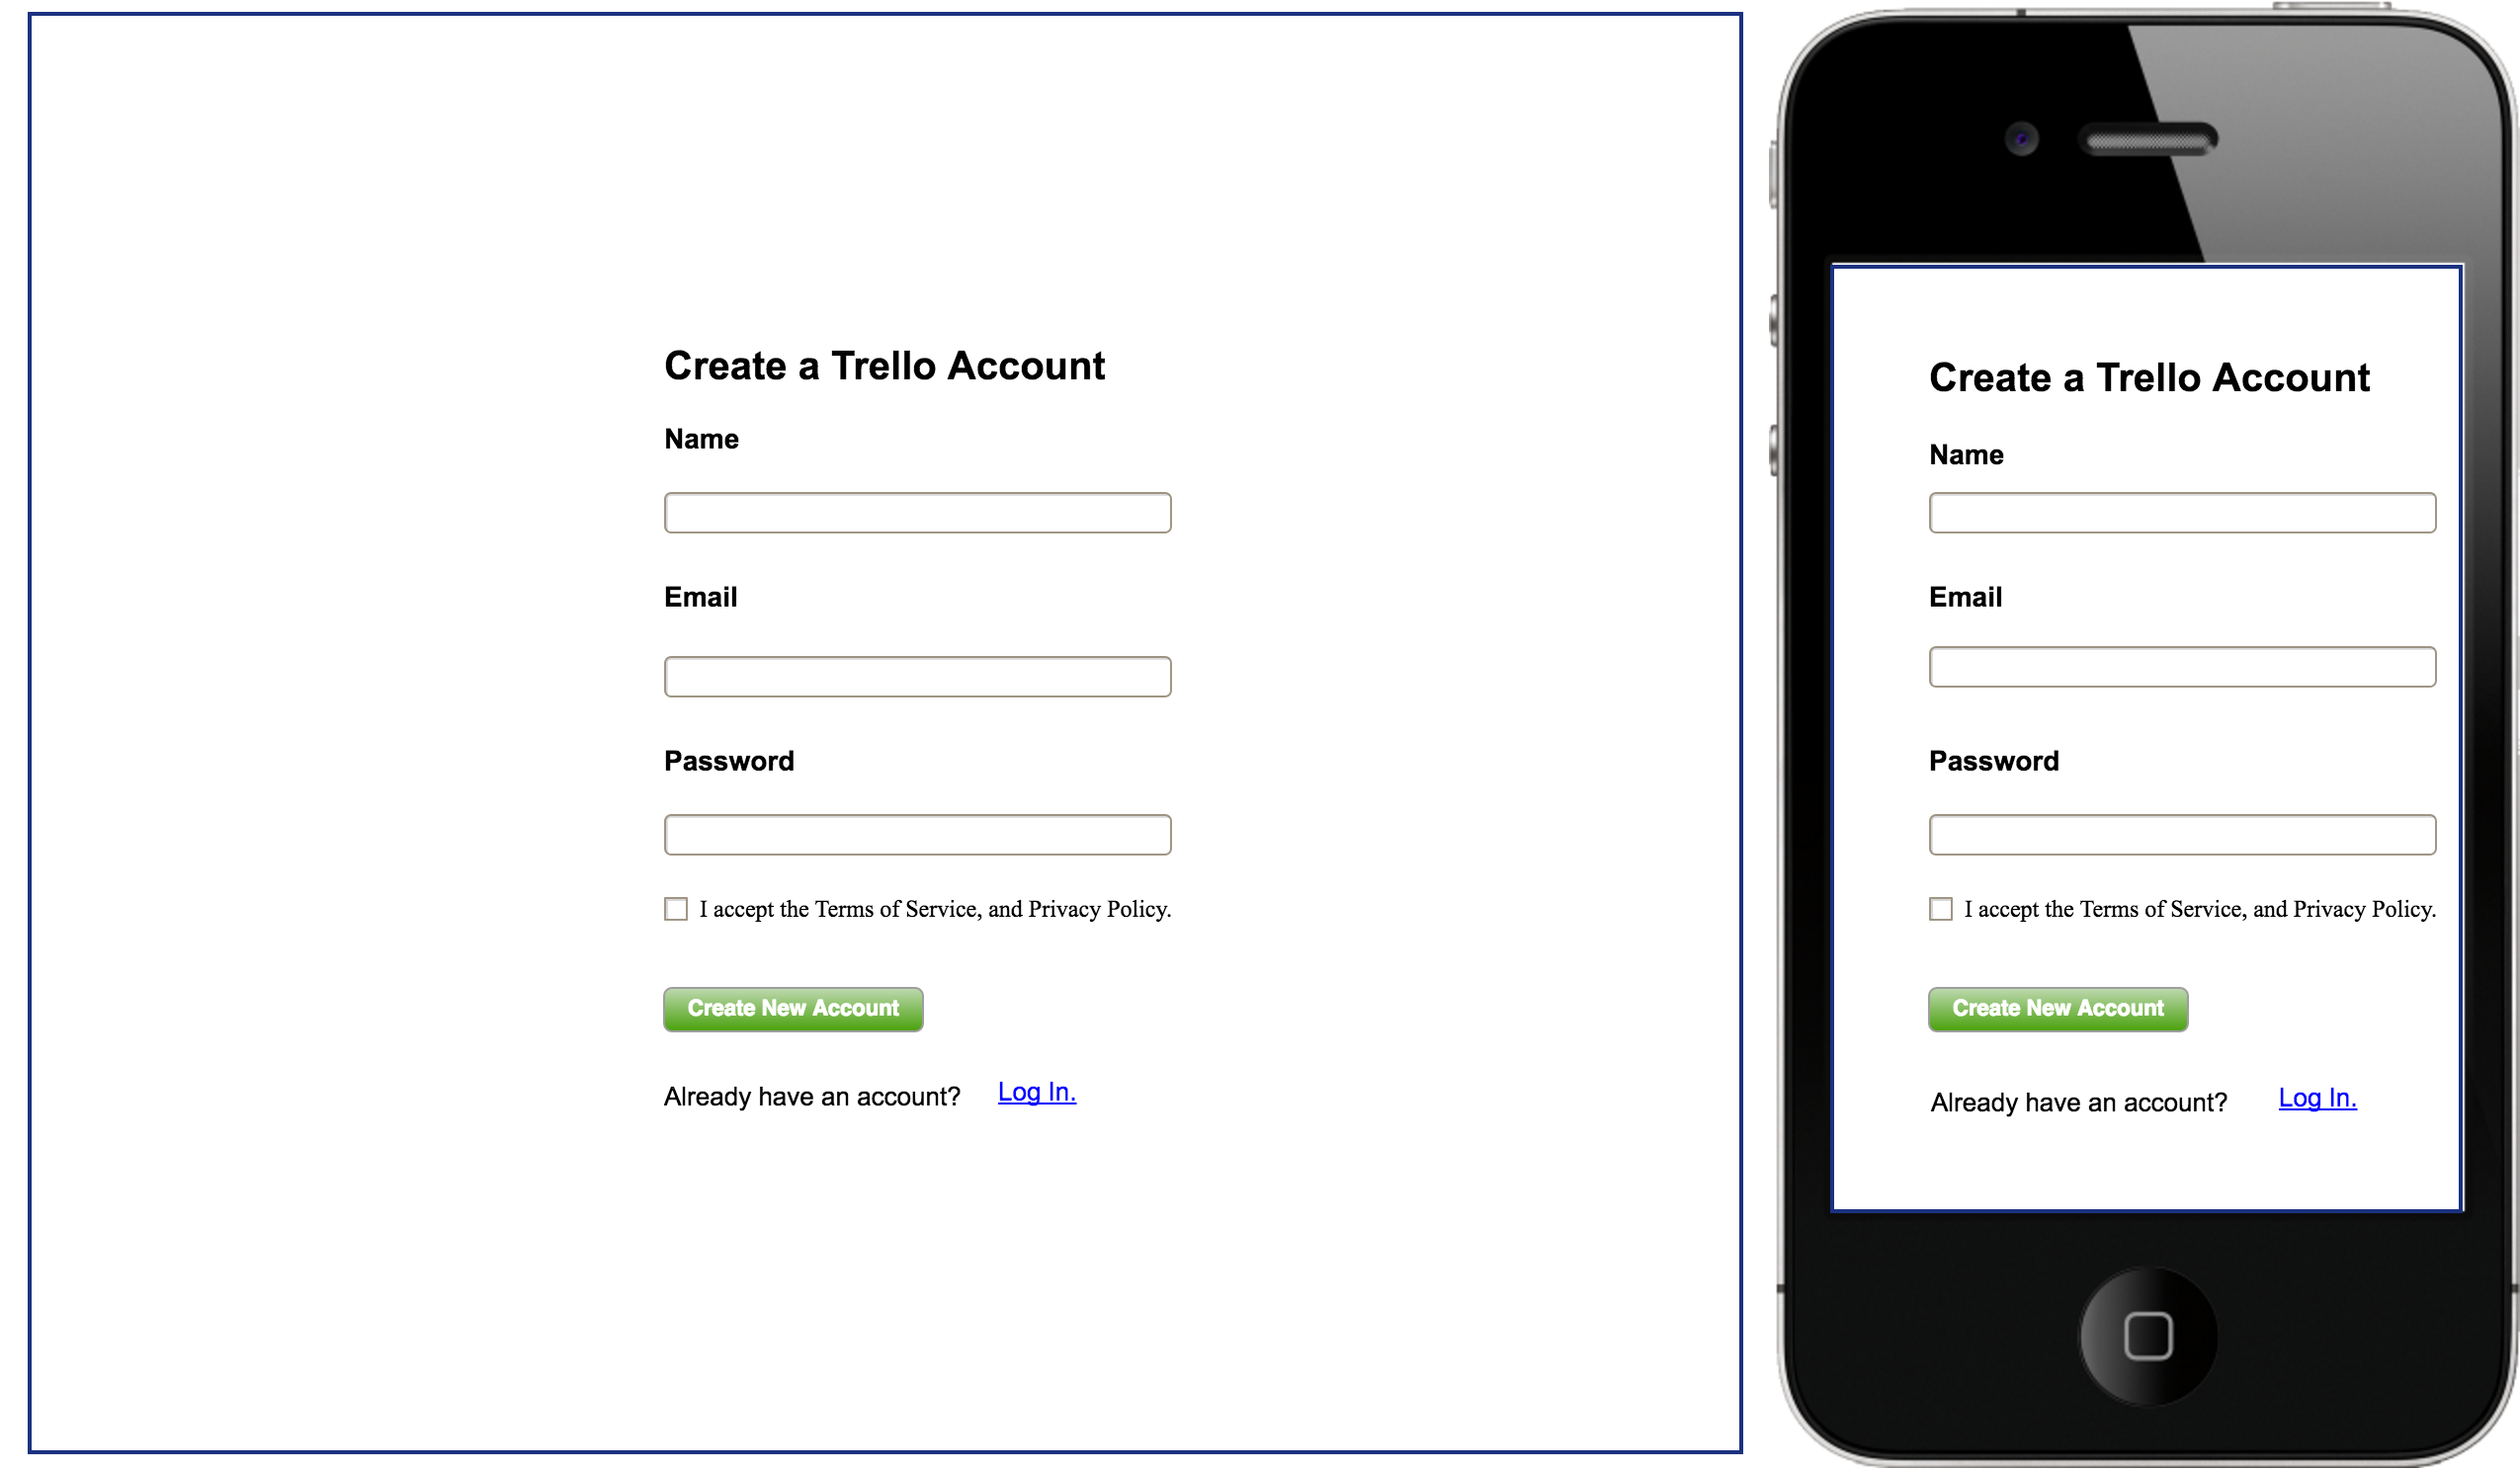 Create a Trello Account
Name
Email
Password
I accept the Terms of Service, and Privacy Policy.
Create New Account
Already have an account? Log In.
Create a Trello Account
Name
Email
Password
I accept the Terms of Service, and Privacy Policy.
Create New Account
Already have an account? Log In.